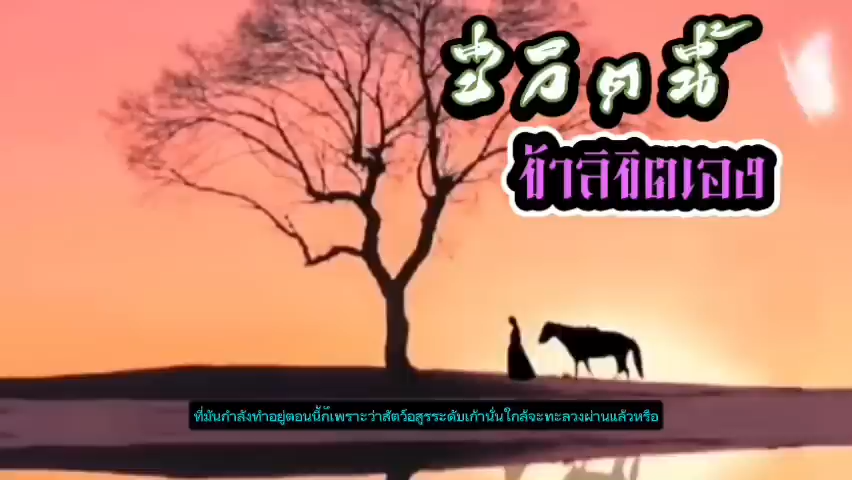 ชีวิตนี้
ข้าลิขิตเอง
ที่มันกำลังทำอยู่ตอนนี้ก็เพราะว่าสัตว์อสูรระดับเก้านั่นใกล้จะทะลวงผ่านแล้วหรือ